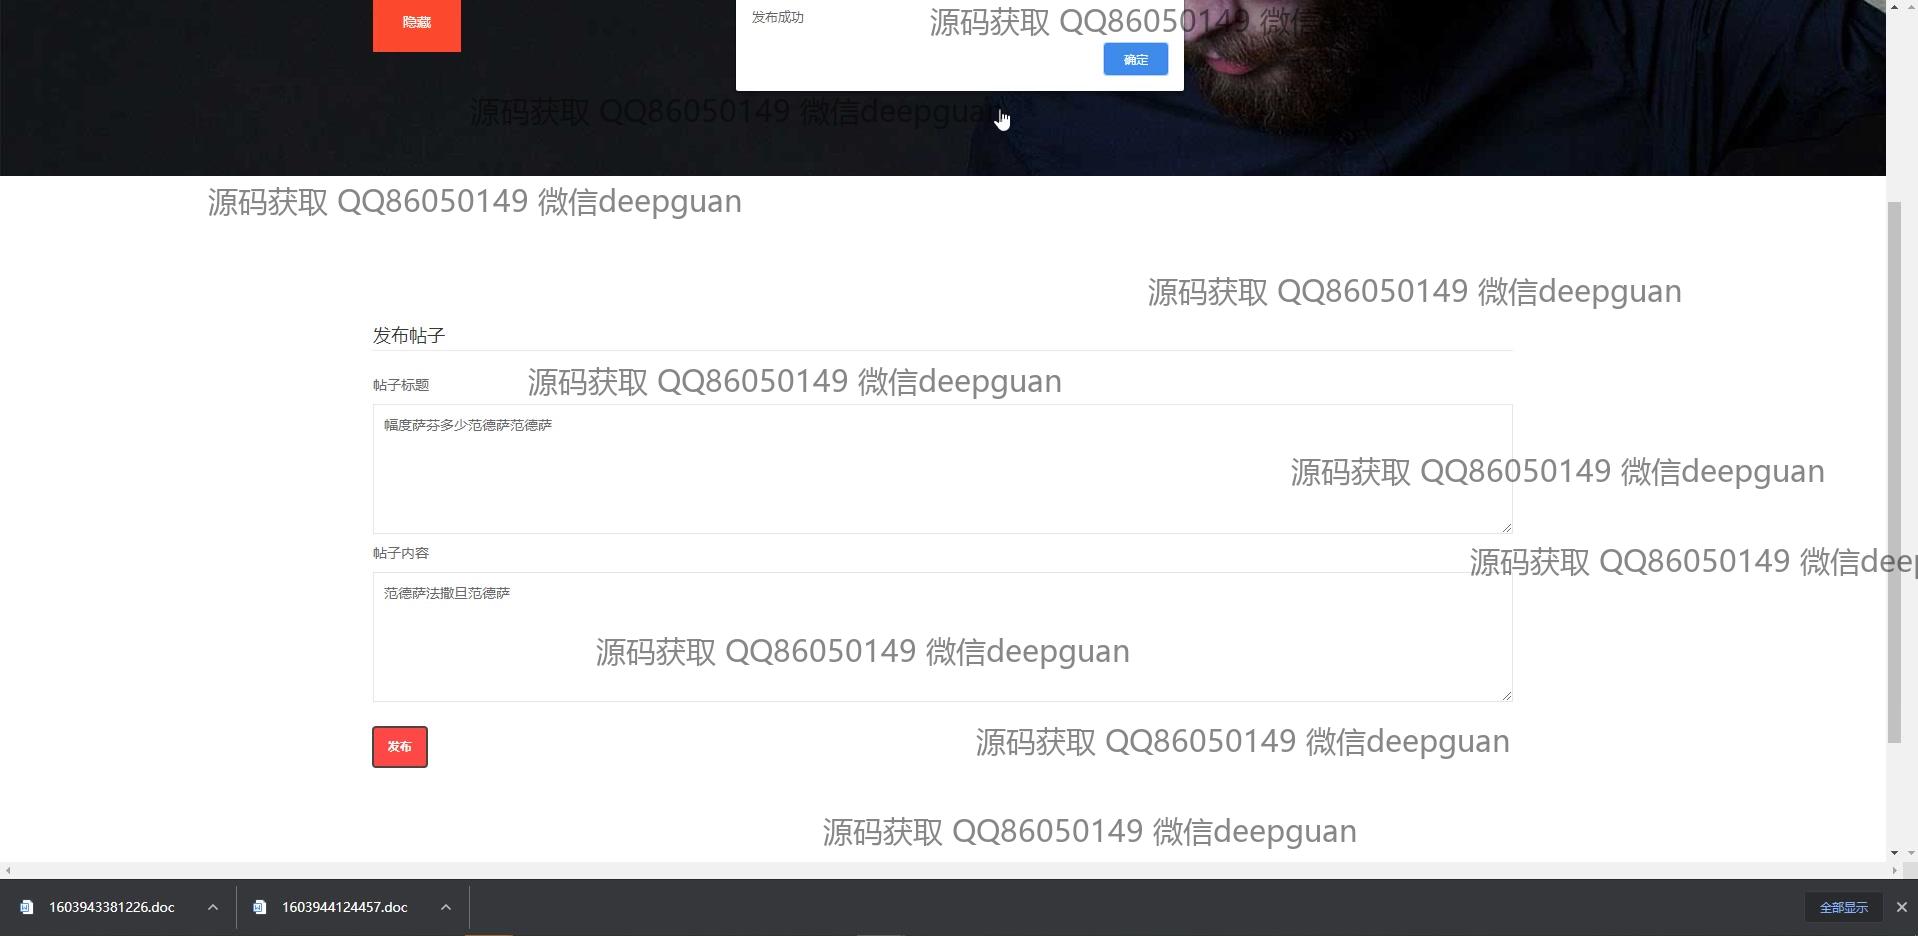 隐藏
发布成功
源码获取 QQ86050149 微信
确定
源码获取 QQ86050149 微信deepguan
源码获取 QQ86050149 微信deepguan
源码获取 QQ86050149 微信deepguan
发布帖子
帖子标题
源码获取 QQ86050149 微信deepguan
幅度萨芬多少范德萨范德萨
源码获取 QQ86050149 微信deepguan
帖子内容
源码获取 QQ86050149 微信deep
范德萨法撒旦范德萨
源码获取 QQ86050149 微信deepguan
发布
源码获取 QQ86050149 微信deepguan
源码获取 QQ86050149 微信deepguan
1603943381226.doc
1603944124457.doc
全部显示